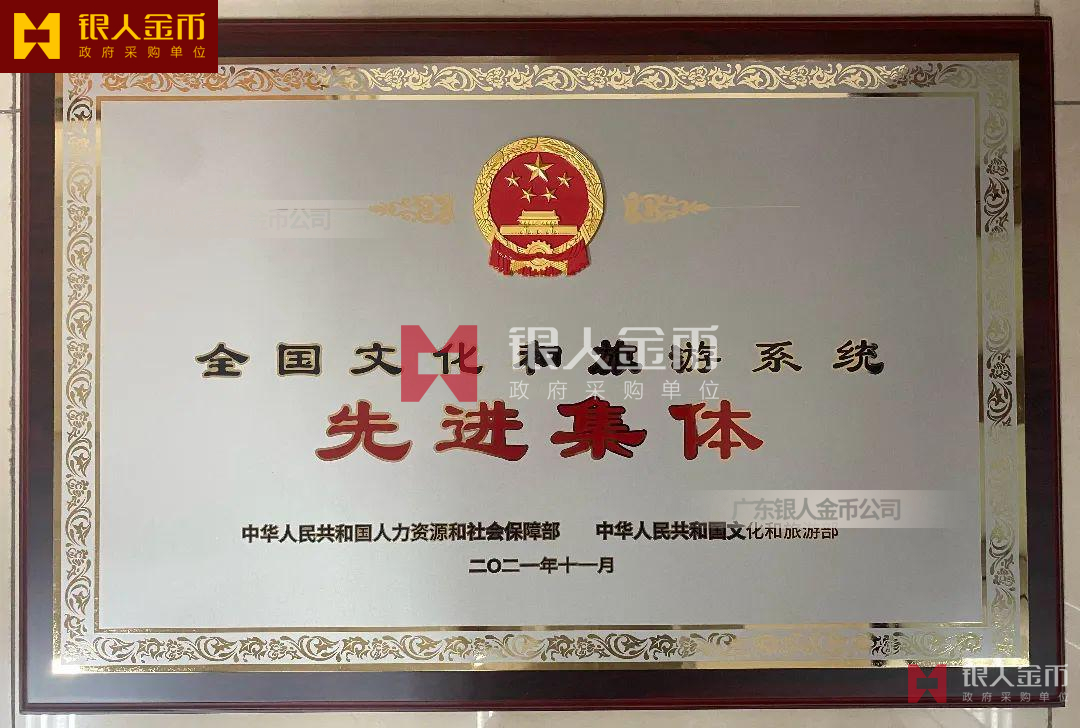 银人金币
政府采购单位
币公司
全国文化和旅游系统
银人金币
政府采购单位
先进集体
广东银人金币公司
中华人民共和国人力资源和社会保障部 中华人民共和国文化和旅游部
二〇二一年十一月
银人金币
政府采购单位